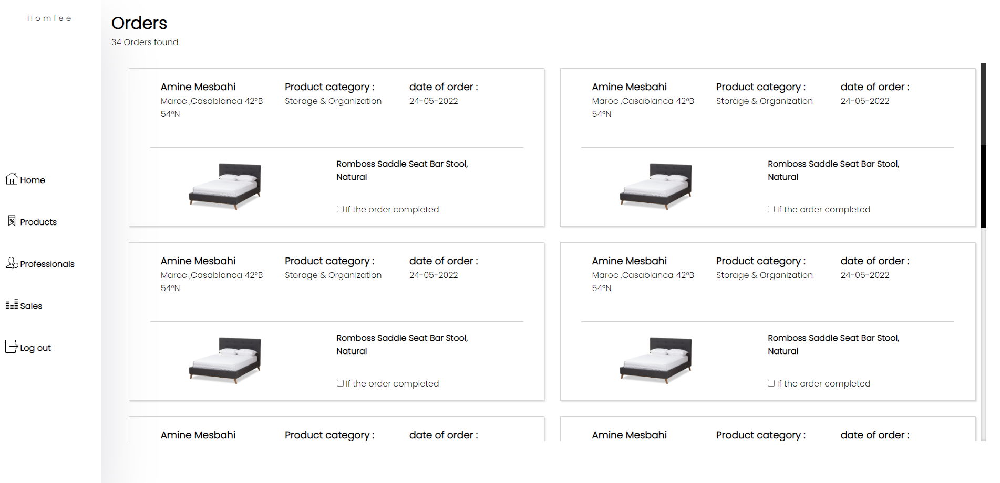 Homlee
Orders
34 Orders found
Home
Products
Professionals
Sales
Log out
Amine Mesbahi
Maroc ,Casablanca 42°B
54°N
Product category :
Storage & Organization
date of order :
24-05-2022
Romboss Saddle Seat Bar Stool,
Natural
If the order completed
Amine Mesbahi
Maroc ,Casablanca 42°B
54°N
Product category :
Storage & Organization
date of order :
24-05-2022
Romboss Saddle Seat Bar Stool,
Natural
If the order completed
Amine Mesbahi
Maroc ,Casablanca 42°B
54°N
Product category :
Storage & Organization
date of order :
24-05-2022
Romboss Saddle Seat Bar Stool,
Natural
If the order completed
Amine Mesbahi
Maroc ,Casablanca 42°B
54°N
Product category :
Storage & Organization
date of order :
24-05-2022
Romboss Saddle Seat Bar Stool,
Natural
If the order completed
Amine Mesbahi
Product category :
date of order :
Amine Mesbahi
Product category :
date of order :